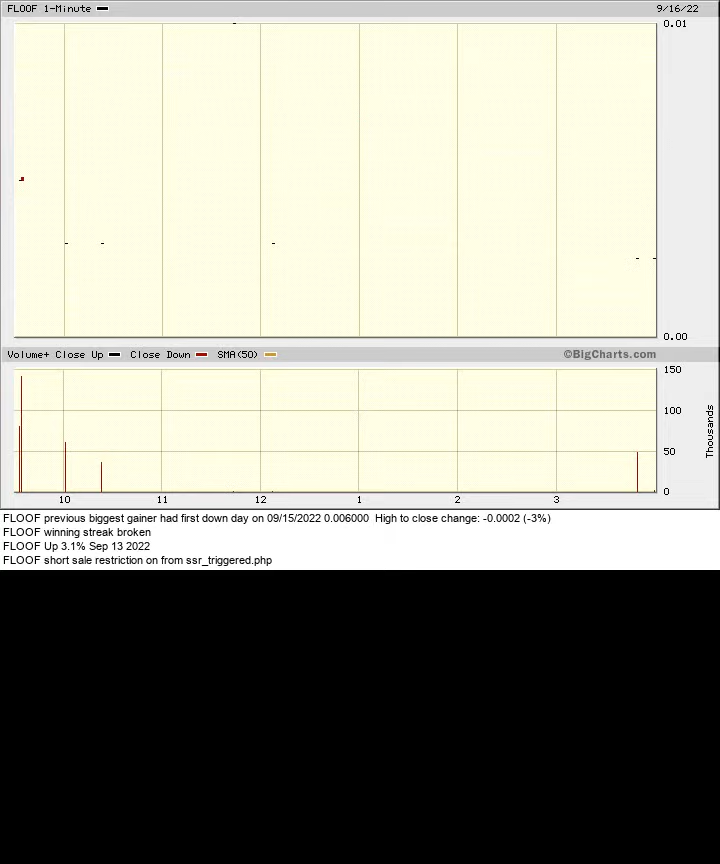 FLOOF 1-Minute 9/16/22
0.01
0.00
Volume+ Close Up Close Down SMA(50) ©BigCharts.com
150
100
50
0
Thousands
10 11 12 1 2 3
FLOOF previous biggest gainer had first down day on 09/15/2022 0.006000 High to close change: -0.0002 (-3%)
FLOOF winning streak broken
FLOOF Up 3.1% Sep 13 2022
FLOOF short sale restriction on from ssr_triggered.php